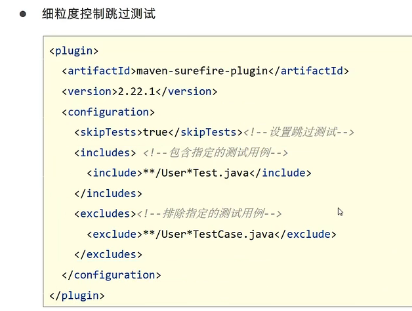 ● 细粒度控制跳过测试
<plugin>
<artifactId>maven-surefire-plugin</artifactId>
<version>2.22.1</version>
<configuration>
<skipTests>true</skipTests><!--设置跳过测试-->
<includes> <!--包含指定的测试用例-->
<include>**/User*Test.java</include>
</includes>
<excludes><!--排除指定的测试用例-->
<exclude>**/User*TestCase.java</exclude>
</excludes>
</configuration>
</plugin>